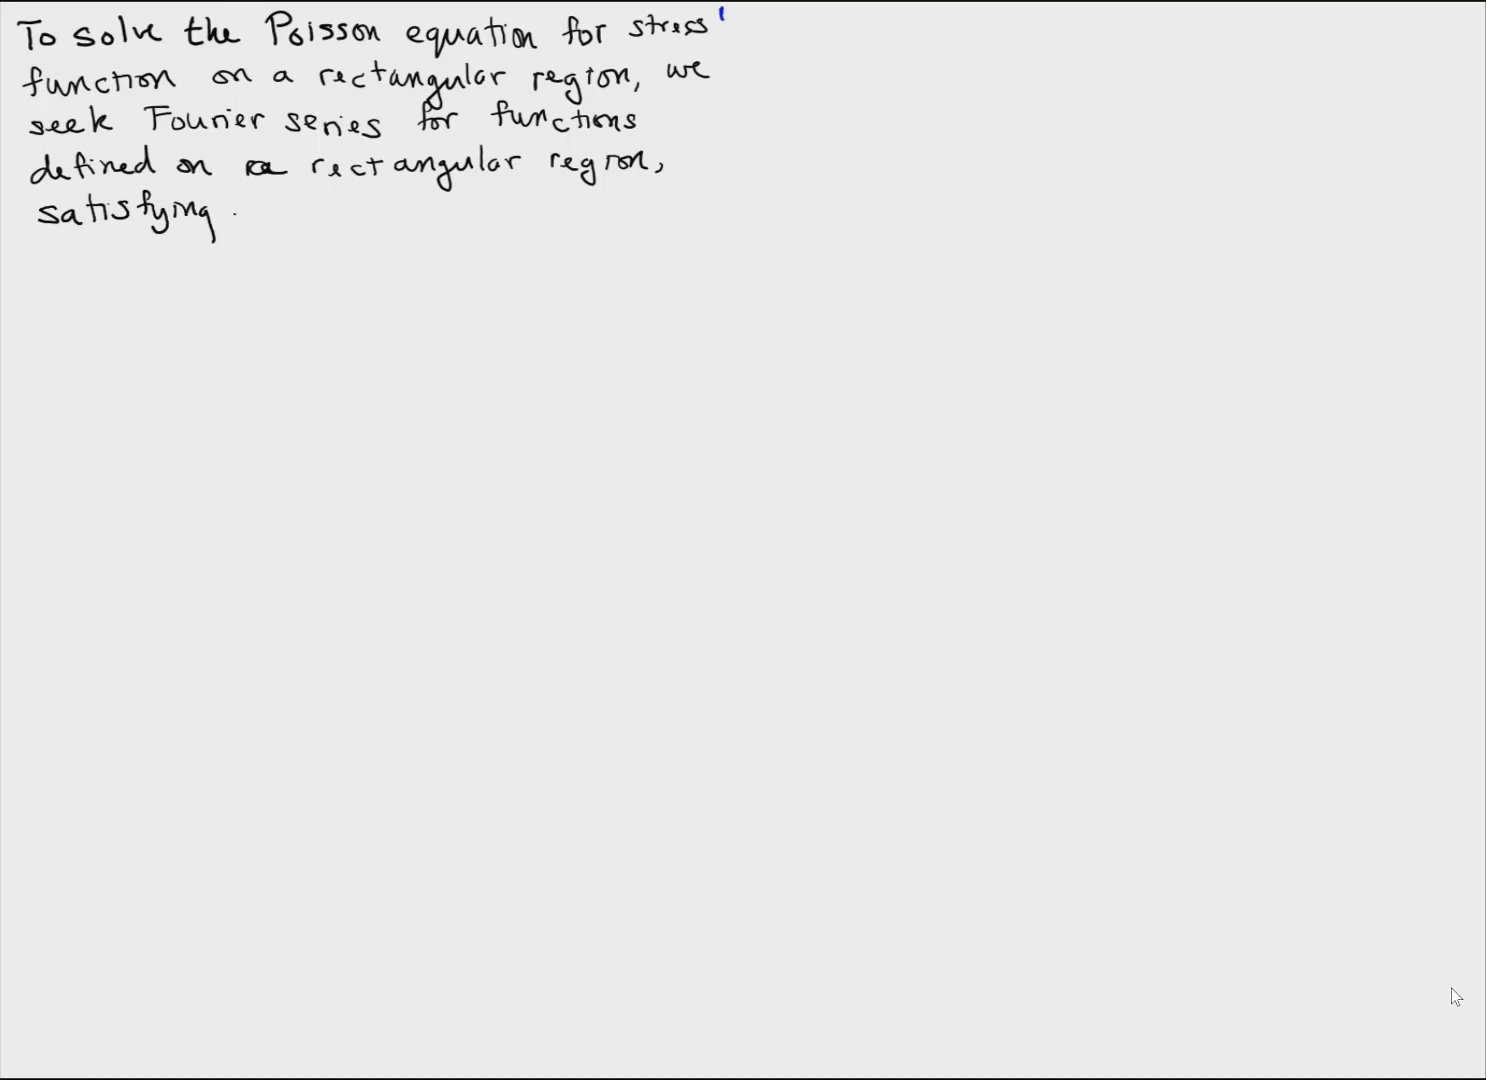 To solve the Poisson equation for stress
function on a rectangular region, we
seek Fourier series for functions
defined on a rectangular region,
satisfying